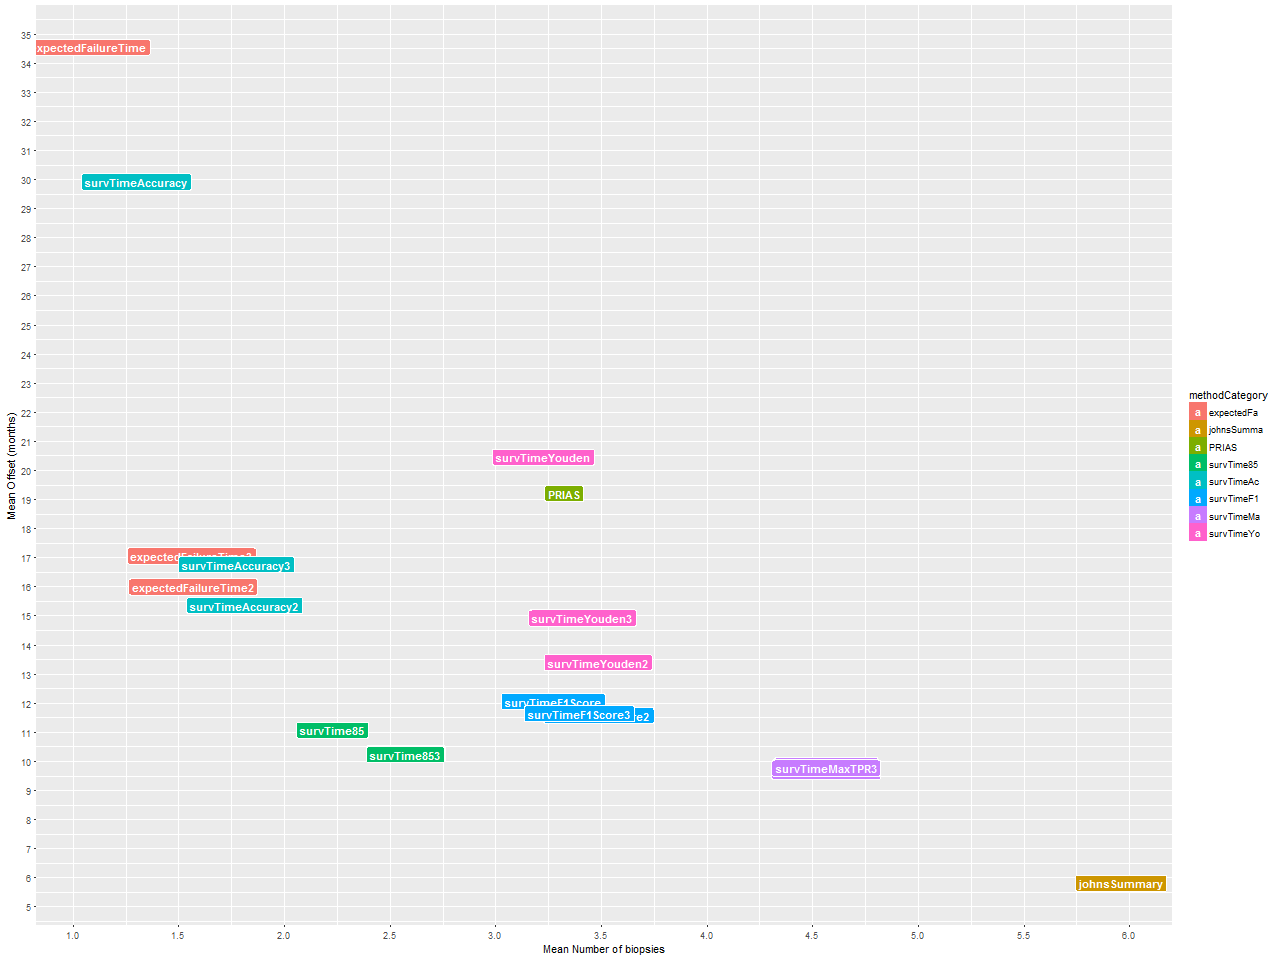 35
xpectedFailureTime
34
33
32
31
30
survTimeAccuracy
29
28
27
26
25
24
23
22
21
survTimeYouden
20
PRIAS
19
18
17
survTimeAccuracy3
16
expectedFailureTime2
survTimeAccuracy2
15
survTimeYouden3
14
survTimeYouden2
13
12
survTimeF1Score
survTimeF1Score3
11
survTime85
survTime853
10
survTimeMaxTPR3
9
8
7
6
johnsSummary
5
Mean Offset (months)
1.0 1.5 2.0 2.5 3.0 3.5 4.0 4.5 5.0 5.5 6.0
Mean Number of biopsies
methodCategory
a expectedFa
a johnsSumma
a PRIAS
a survTime85
a survTimeAc
a survTimeF1
a survTimeMa
a survTimeYo